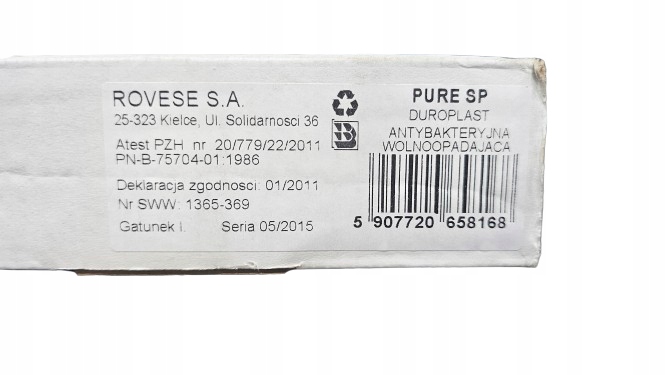 ROVESE S.A.
25-323 Kielce, Ul. Solidarnosci 36
Atest PZH nr 20/779/22/2011
PN-B-75704-01:1986
Deklaracja zgodnosci: 01/2011
Nr SWW: 1365-369
Gatunek I. Seria 05/2015
B
PURE SP
DUROPLAST
ANTYBAKTERYJNA
WOLNOOPADAJACA
5 907720 658168